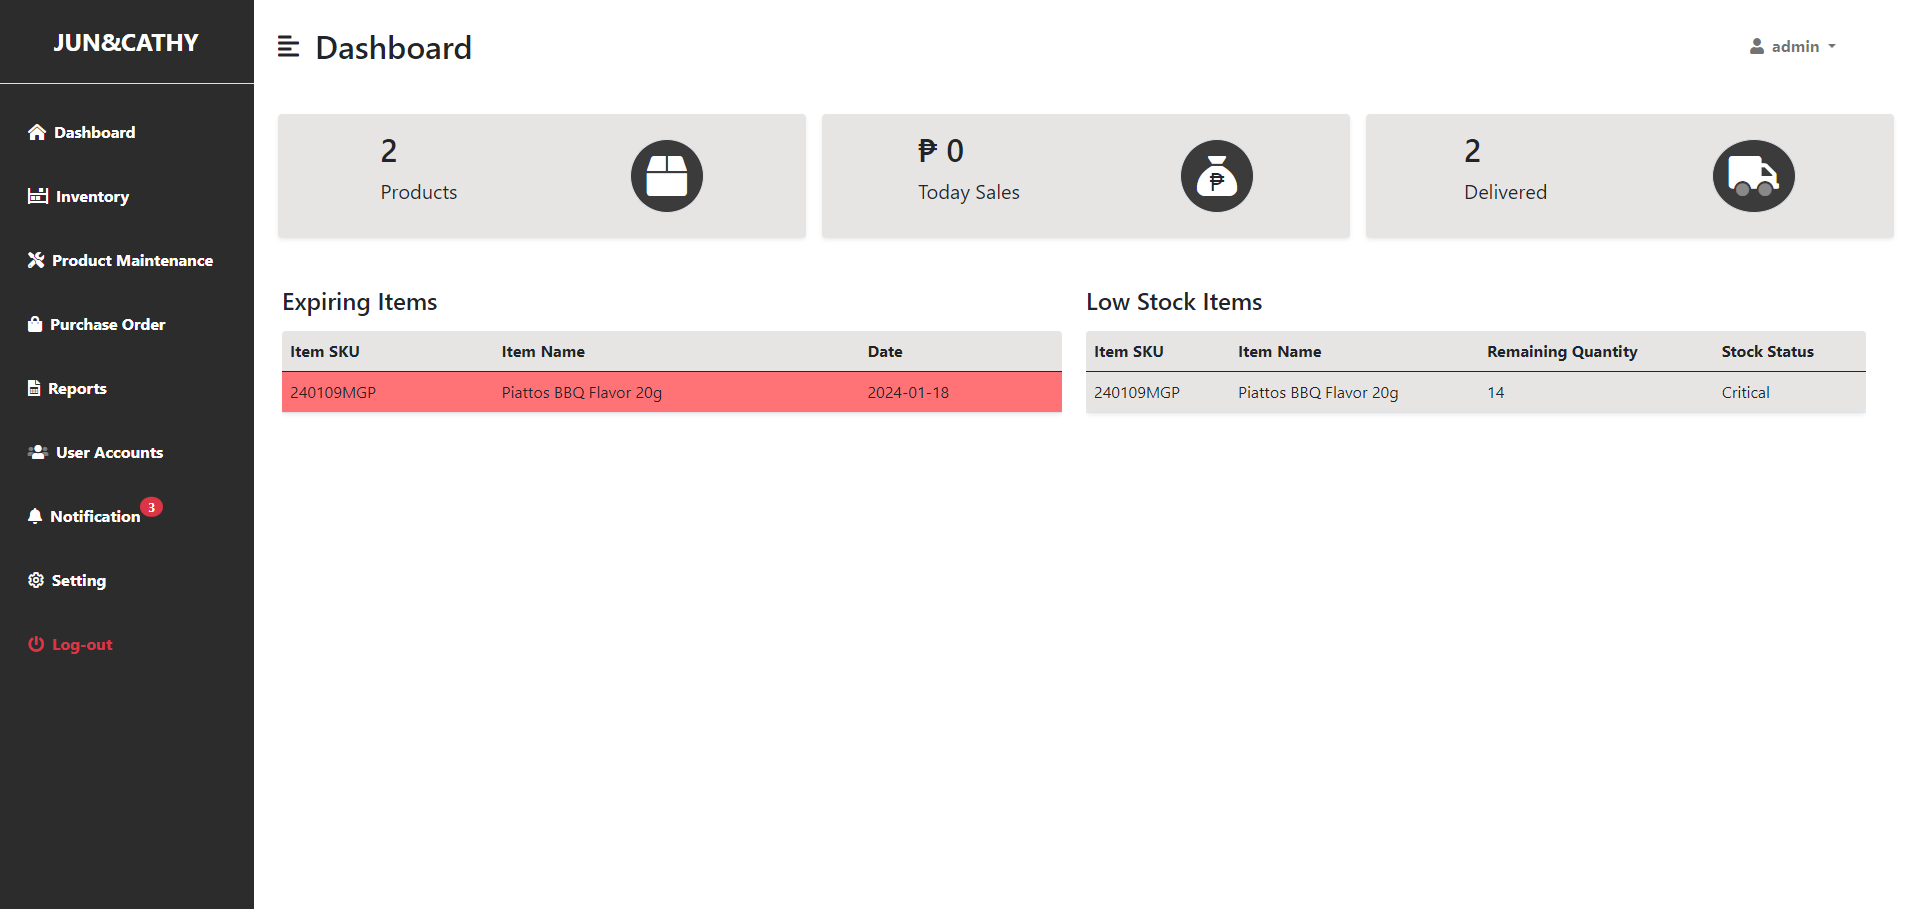 JUN&CATHY
Dashboard
Inventory
Product Maintenance
Purchase Order
Reports
User Accounts
Notification 3
Setting
Log-out
Dashboard
admin
2
Products
₱ 0
Today Sales
₱
2
Delivered
Expiring Items
Item SKU Item Name Date
240109MGP Piattos BBQ Flavor 20g 2024-01-18
Low Stock Items
Item SKU Item Name Remaining Quantity Stock Status
240109MGP Piattos BBQ Flavor 20g 14 Critical